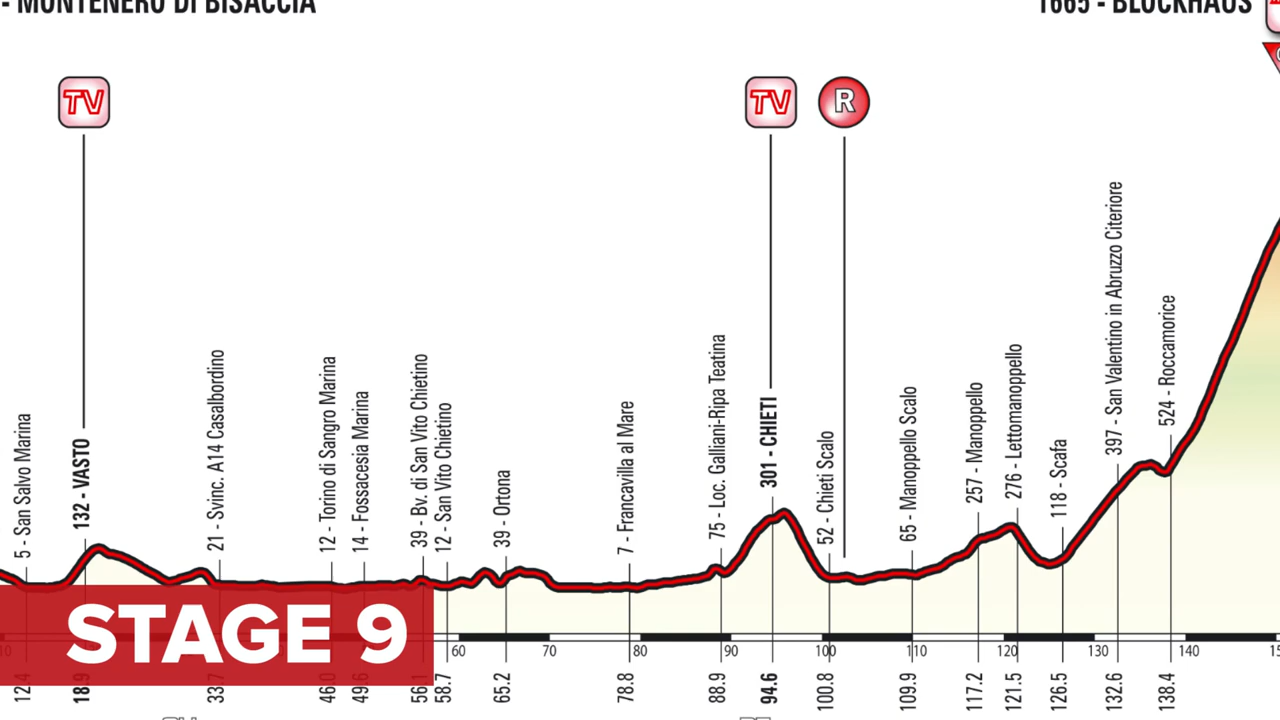 - MONTENERO DI BISACCIA
1665 - BLOCKHAUS
TV
TV
R
5 - San Salvo Marina
132 - VASTO
21 - Svinc. A14 Casalbordino
12 - Torino di Sangro Marina
14 - Fossacesia Marina
39 - Bv. di San Vito Chietino
12 - San Vito Chietino
39 - Ortona
7 - Francavilla al Mare
75 - Loc. Galliani-Ripa Teatina
301 - CHIETI
52 - Chieti Scalo
65 - Manoppello Scalo
257 - Manoppello
276 - Lettomanoppello
118 - Scafa
397 - San Valentino in Abruzzo Citeriore
524 - Roccamorice
STAGE 9
60 70 80 90 100 110 120 130 140
12.4 18.9 33.7 46.0 49.6 56.1 58.7 65.2 78.8 88.9 94.6 100.8 109.9 117.2 121.5 126.5 132.6 138.4